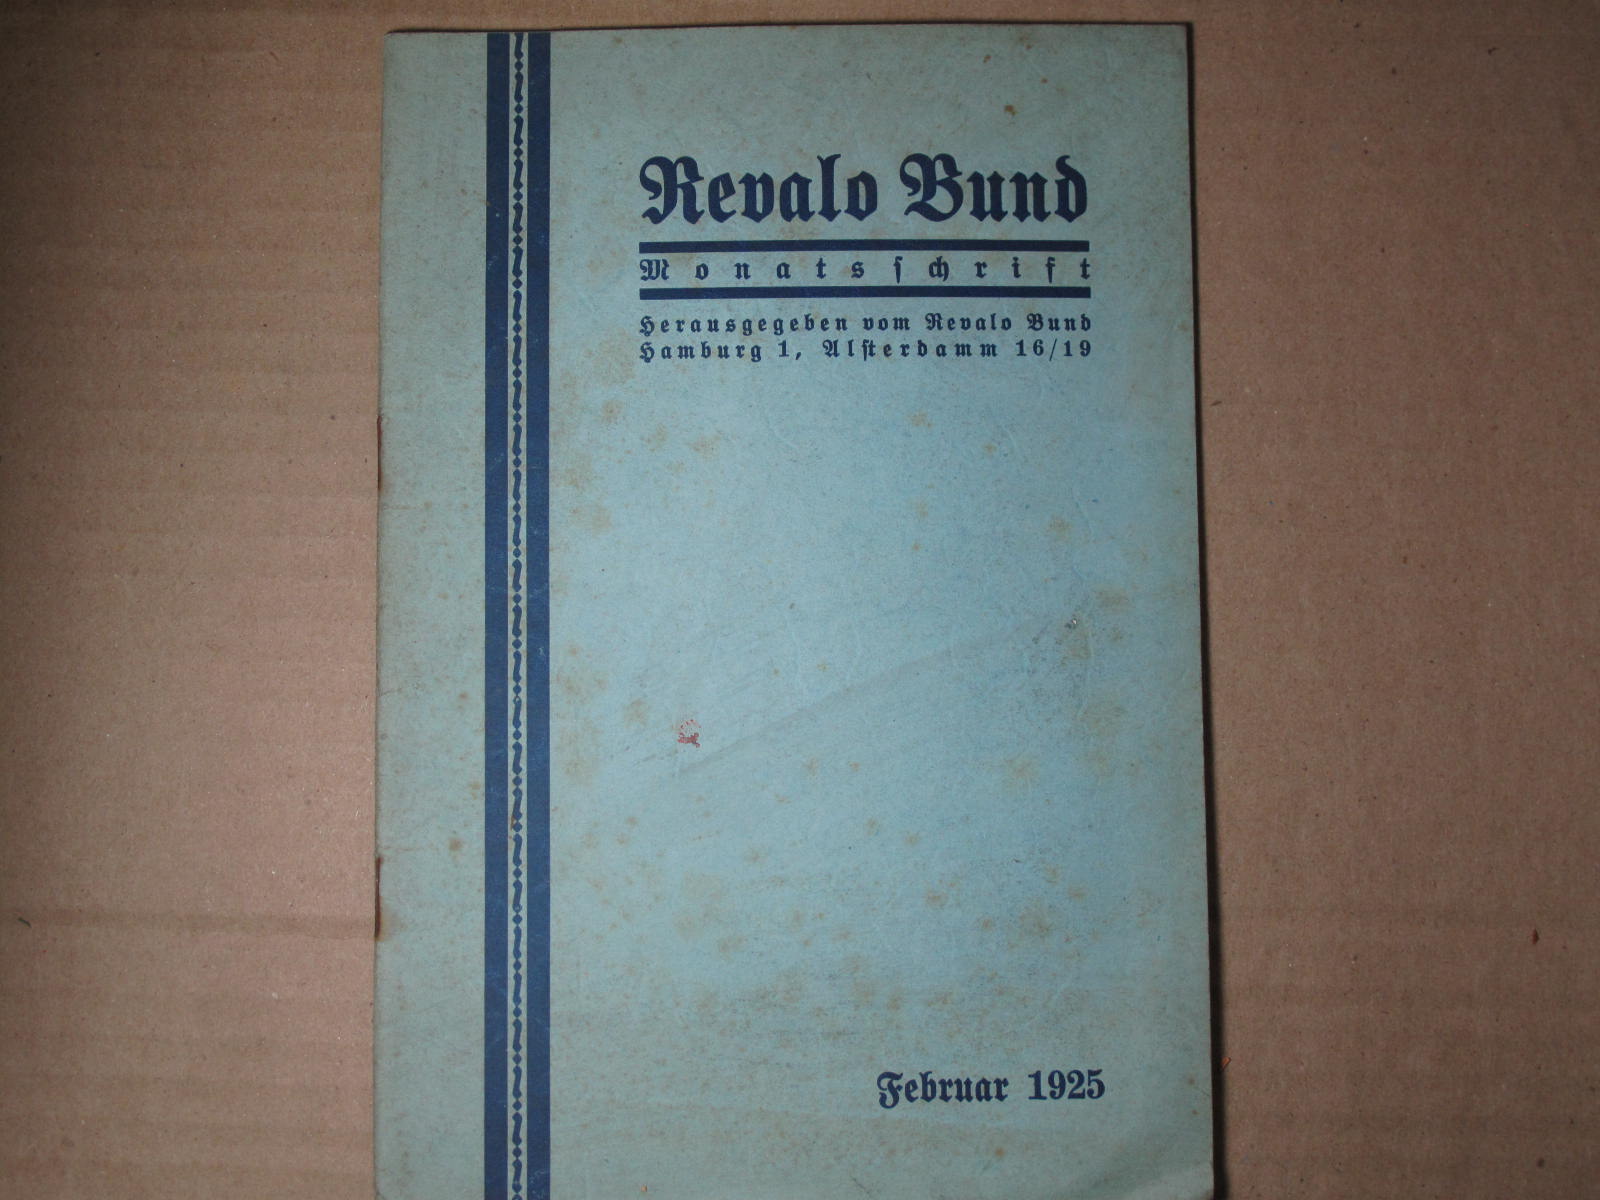 Revalo Bund
Monatsschrift
Herausgegeben vom Revalo Bund
Hamburg 1, Alsterdamm 16/19
Februar 1925